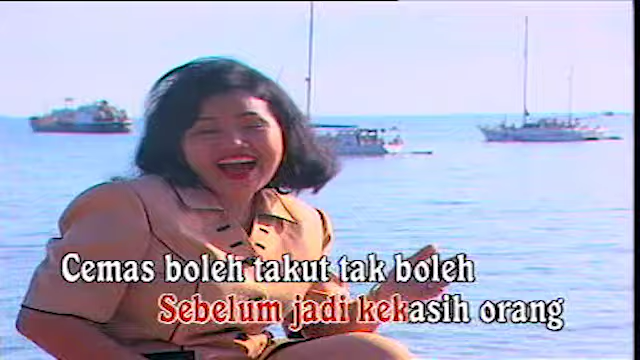 Cemas boleh takut tak boleh
Sebelum jadi kekasih orang